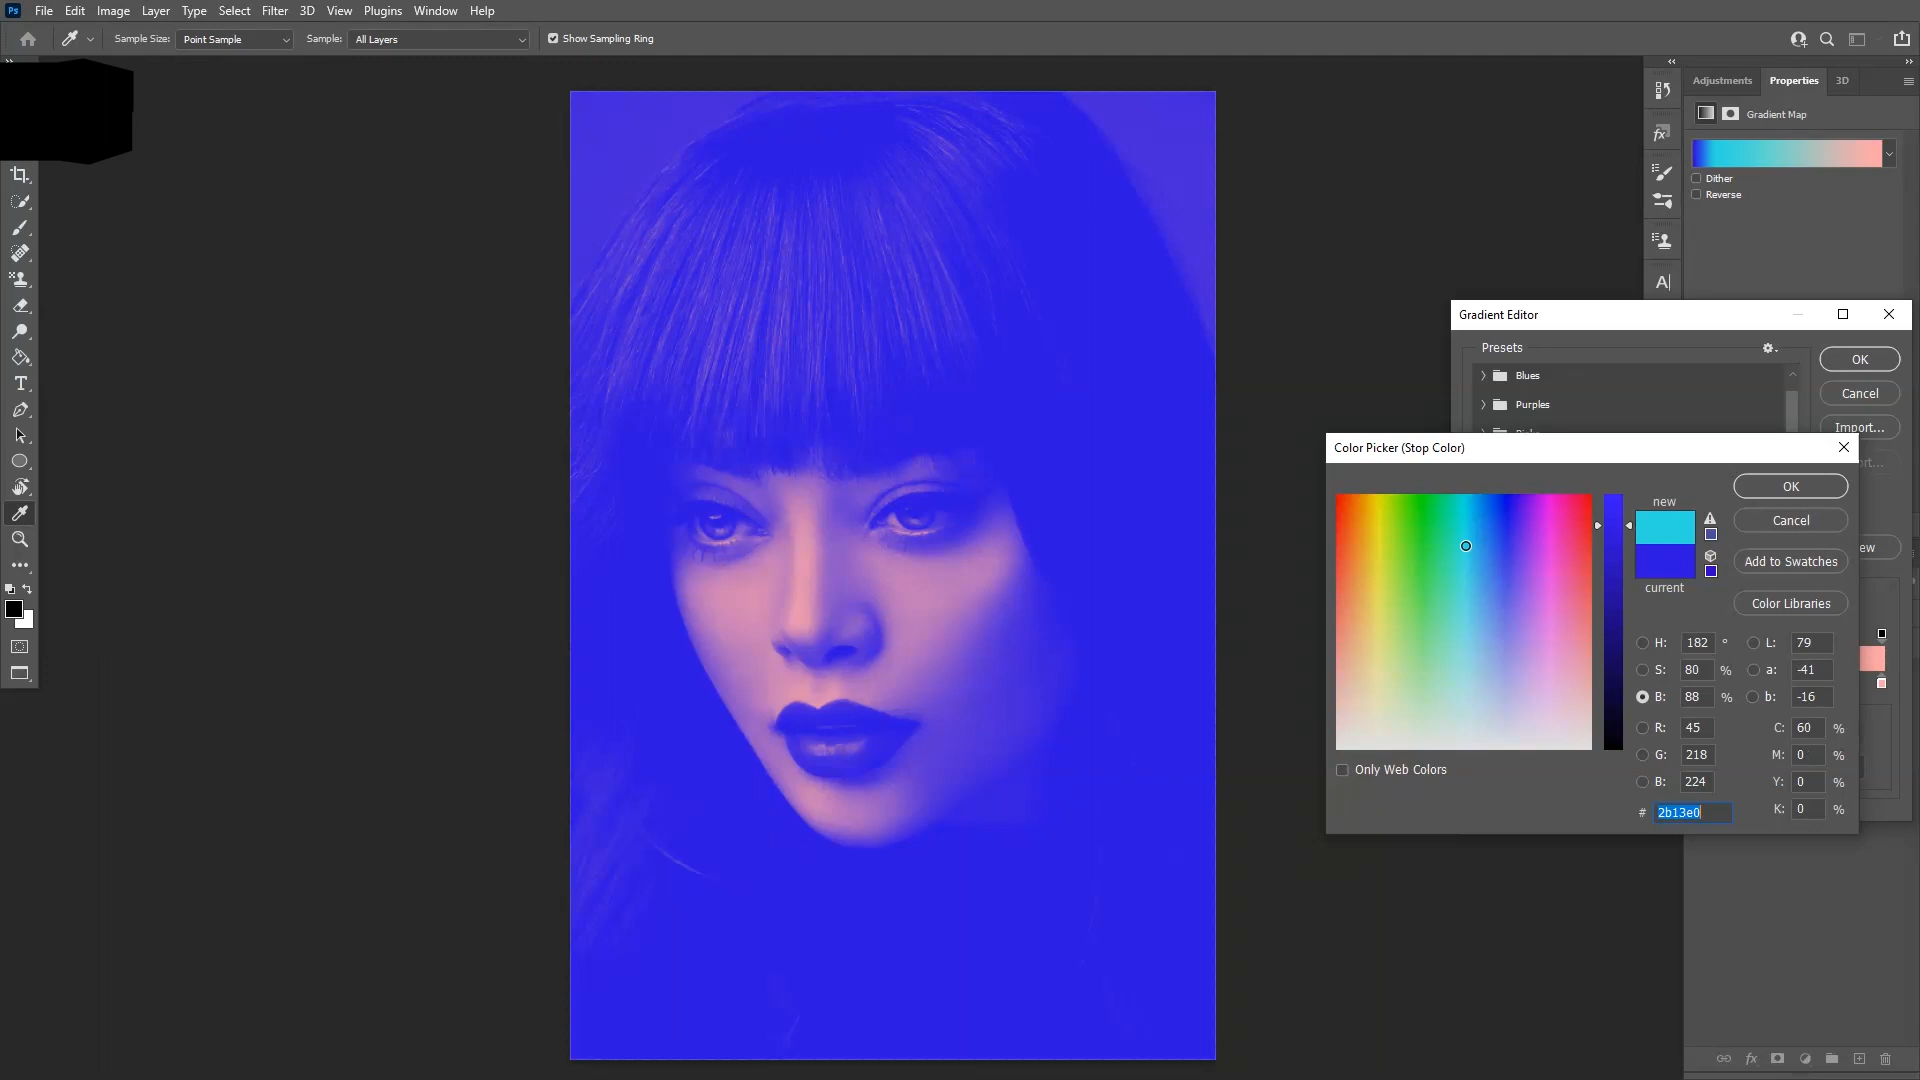 Ps File Edit Image Layer Type Select Filter 3D View Plugins Window Help
Sample Size: Point Sample Sample: All Layers Show Sampling Ring
Adjustments Properties 3D
Gradient Map
Dither
Reverse
Gradient Editor
Presets
Blues
Purples
OK
Cancel
Import...
Color Picker (Stop Color)
new
current
OK
Cancel
Add to Swatches
Color Libraries
H: 182 ° L: 79
S: 80 % a: -41
B: 88 % b: -16
R: 45 C: 60 %
G: 218 M: 0 %
B: 224 Y: 0 %
# 2b13e0 K: 0 %
Only Web Colors